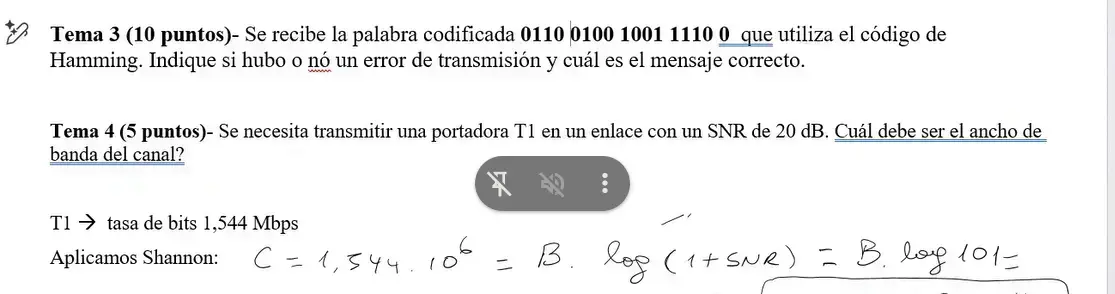 Tema 3 (10 puntos)- Se recibe la palabra codificada 0110 0100 1001 1110 0 que utiliza el código de
Hamming. Indique si hubo o nó un error de transmisión y cuál es el mensaje correcto.
Tema 4 (5 puntos)- Se necesita transmitir una portadora T1 en un enlace con un SNR de 20 dB. Cuál debe ser el ancho de
banda del canal?
T1 → tasa de bits 1,544 Mbps
Aplicamos Shannon: C = 1,544 . 10⁶ = B. log (1+SNR) = B. log 101=